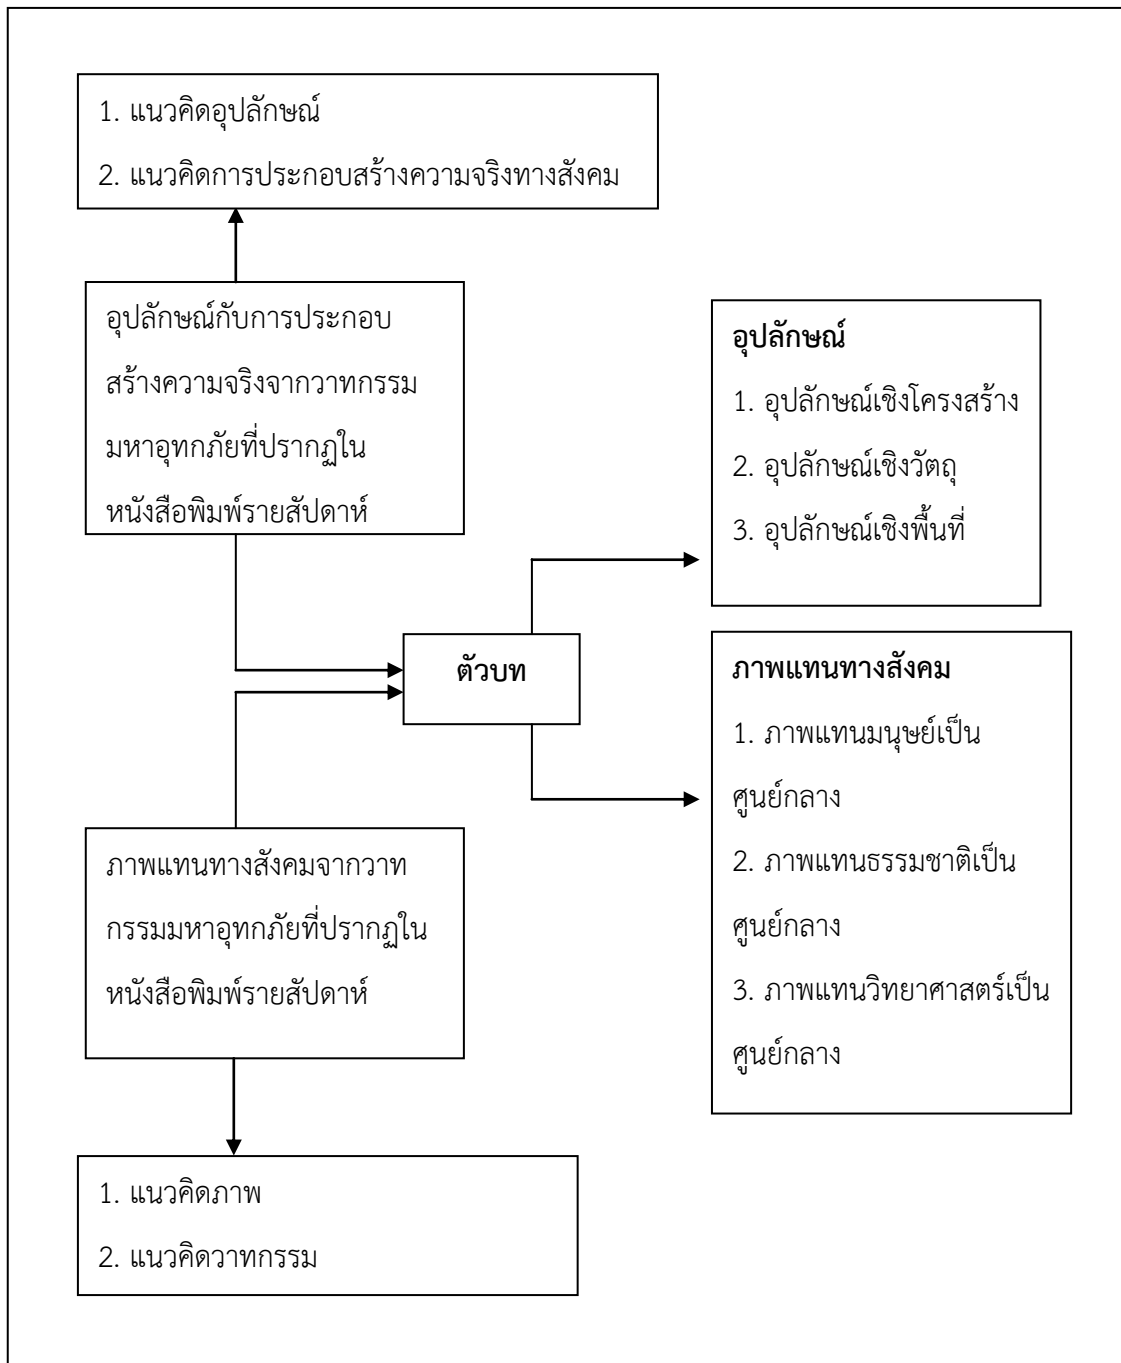 1. แนวคิดอุปลักษณ์
2. แนวคิดการประกอบสร้างความจริงทางสังคม
อุปลักษณ์กับการประกอบ
สร้างความจริงจากวาทกรรม
มหาอุทกภัยที่ปรากฏใน
หนังสือพิมพ์รายสัปดาห์
อุปลักษณ์
1. อุปลักษณ์เชิงโครงสร้าง
2. อุปลักษณ์เชิงวัตถุ
3. อุปลักษณ์เชิงพื้นที่
ตัวบท
ภาพแทนทางสังคม
1. ภาพแทนมนุษย์เป็น
ศูนย์กลาง
2. ภาพแทนธรรมชาติเป็น
ศูนย์กลาง
3. ภาพแทนวิทยาศาสตร์เป็น
ศูนย์กลาง
ภาพแทนทางสังคมจากวาท
กรรมมหาอุทกภัยที่ปรากฏใน
หนังสือพิมพ์รายสัปดาห์
1. แนวคิดภาพ
2. แนวคิดวาทกรรม